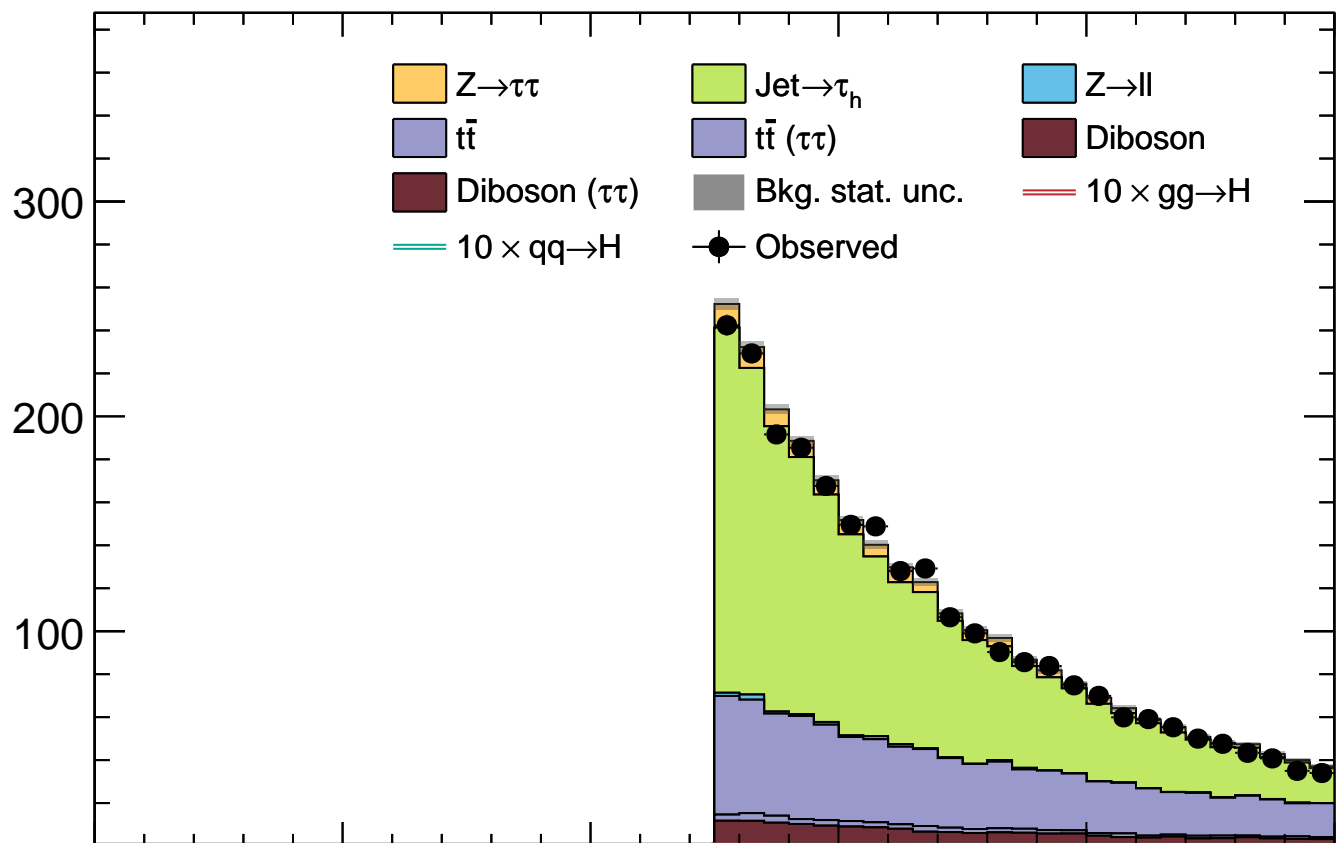 Z→ττ Jet→τh Z→ll
tt̄ tt̄ (ττ) Diboson
Diboson (ττ) Bkg. stat. unc. 10 × gg→H
10 × qq→H Observed
300
200
100